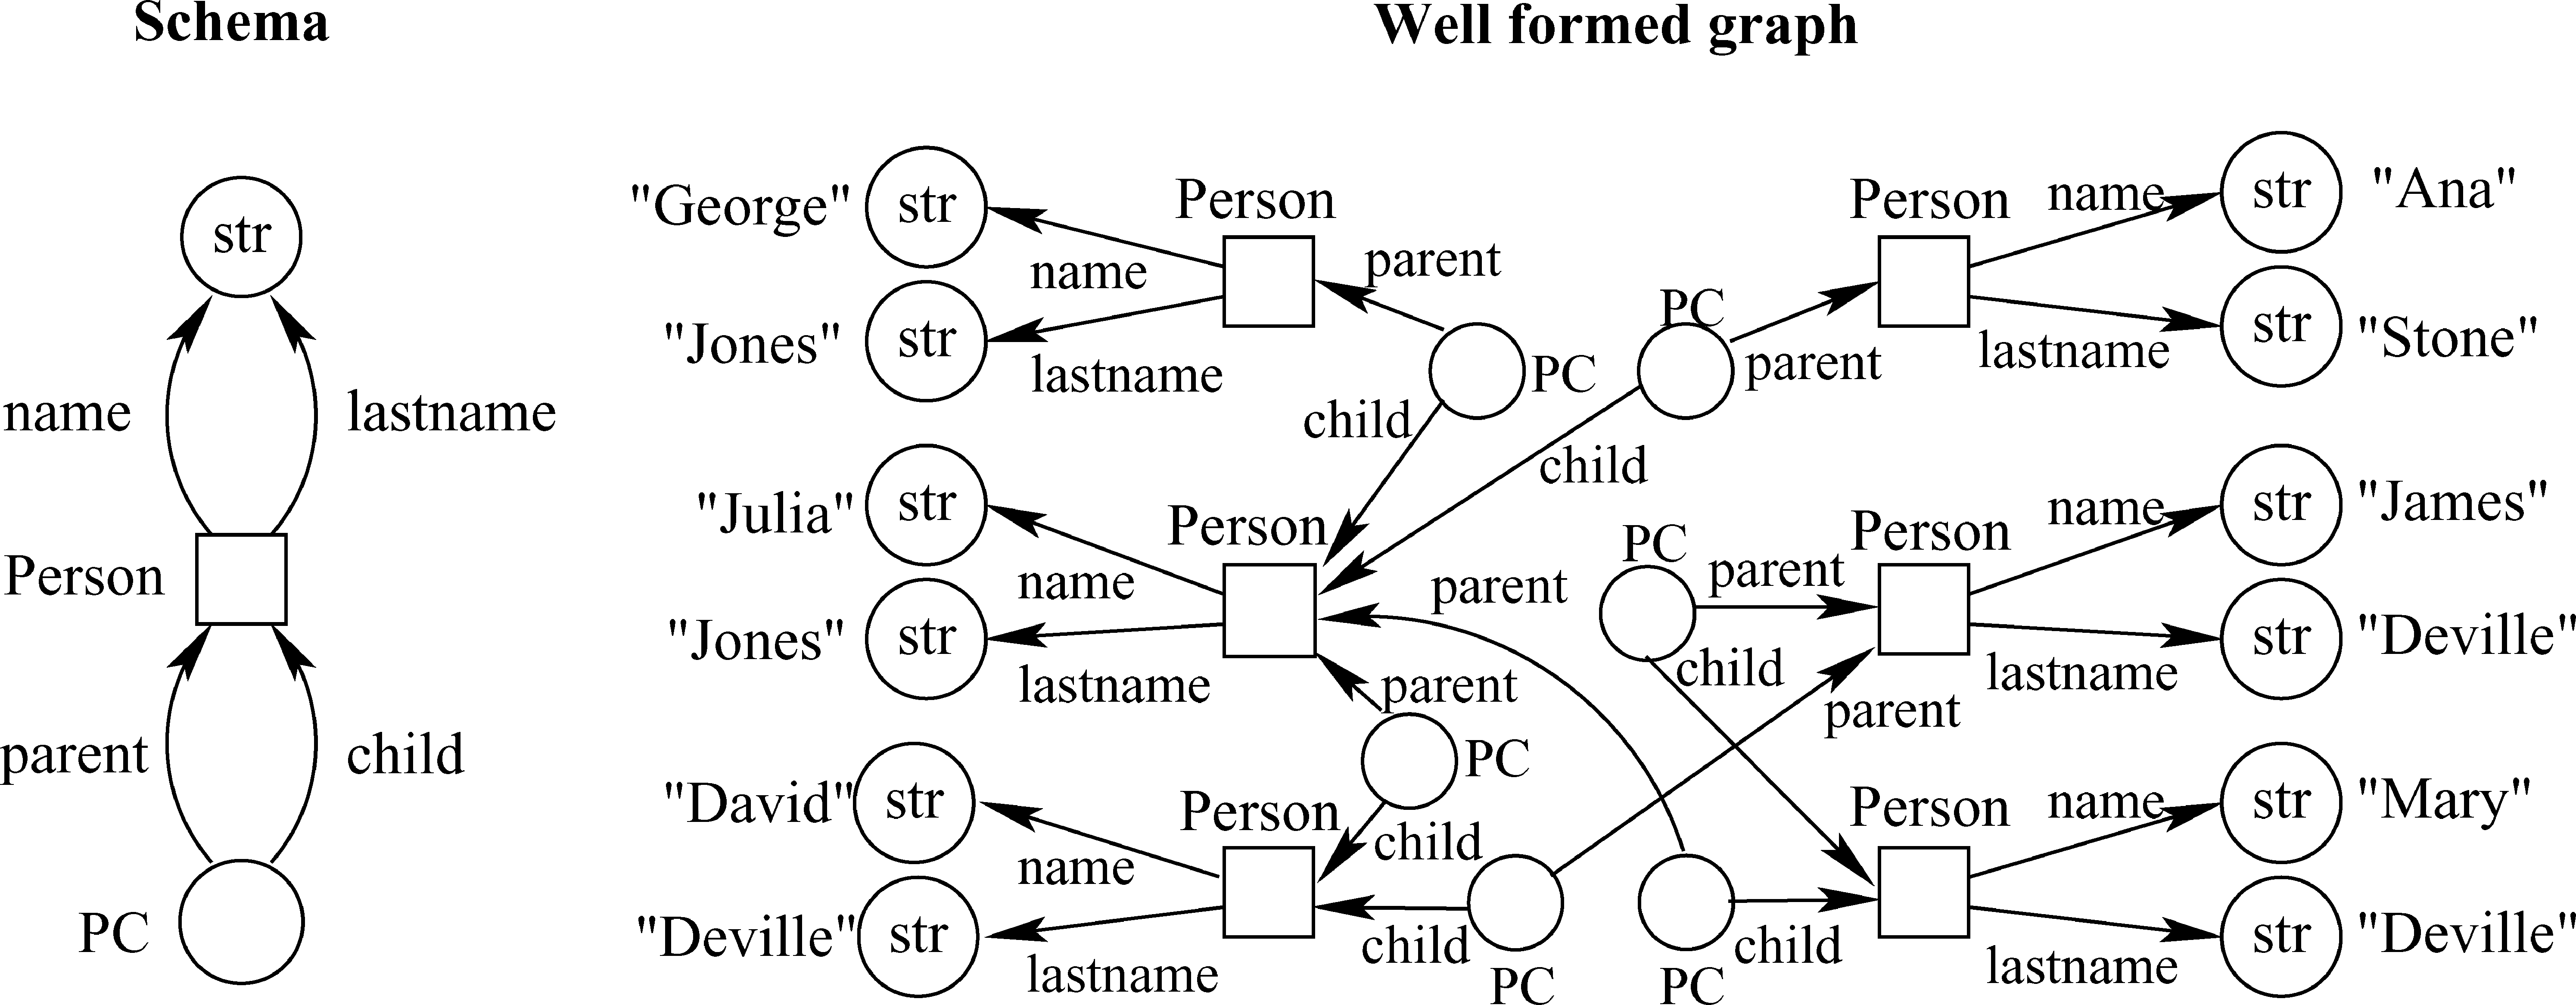 Schema
str
name
lastname
Person
parent
child
PC
Well formed graph
"George"
str
Person
name
"Jones"
str
lastname
parent
PC
child
PC
parent
child
Person
name
str
"Ana"
lastname
str
"Stone"
"Julia"
str
Person
name
"Jones"
str
lastname
parent
parent
PC
child
PC
parent
child
Person
name
str
"James"
lastname
str
"Deville"
parent
"David"
str
Person
name
"Deville"
str
lastname
child
PC
PC
child
Person
name
str
"Mary"
lastname
str
"Deville"